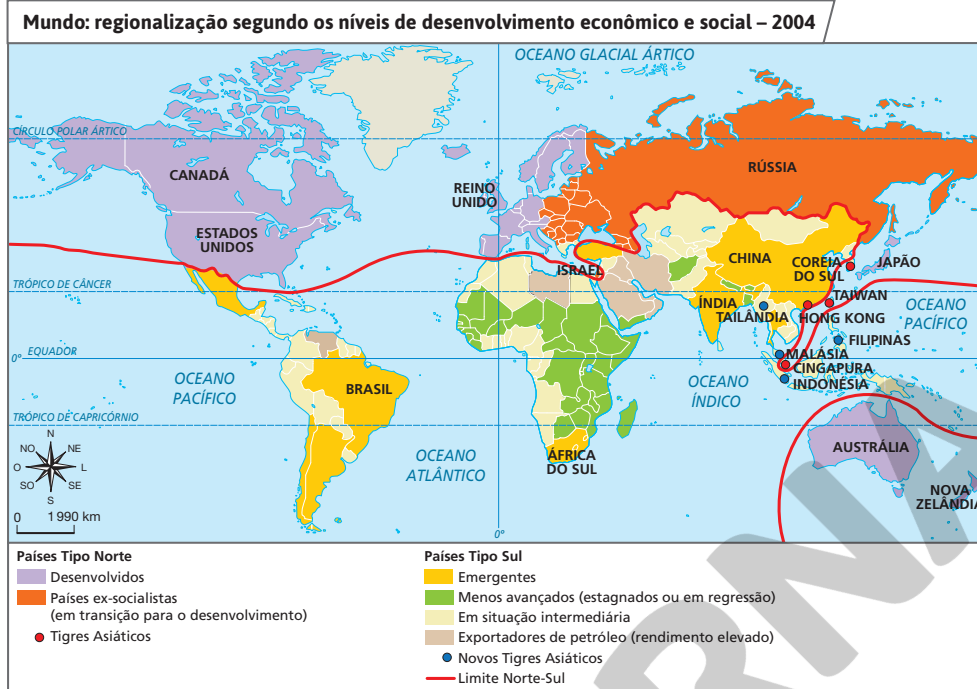 Mundo: regionalização segundo os níveis de desenvolvimento econômico e social – 2004
OCEANO GLACIAL ÁRTICO
CÍRCULO POLAR ÁRTICO
CANADÁ
REINO
UNIDO
RÚSSIA
ESTADOS
UNIDOS
ISRAEL
CHINA
COREIA
DO SUL
JAPÃO
TRÓPICO DE CÂNCER
ÍNDIA
TAILÂNDIA
TAIWAN
HONG KONG
OCEANO
PACÍFICO
FILIPINAS
0º
EQUADOR
MALÁSIA
CINGAPURA
INDONÉSIA
OCEANO
PACÍFICO
BRASIL
OCEANO
ÍNDICO
TRÓPICO DE CAPRICÓRNIO
OCEANO
ATLÂNTICO
ÁFRICA
DO SUL
AUSTRÁLIA
NOVA
ZELÂNDIA
N
NO NE
O L
SO SE
S
0 1 990 km
0º
Países Tipo Norte
Desenvolvidos
Países ex-socialistas
(em transição para o desenvolvimento)
Tigres Asiáticos
Países Tipo Sul
Emergentes
Menos avançados (estagnados ou em regressão)
Em situação intermediária
Exportadores de petróleo (rendimento elevado)
Novos Tigres Asiáticos
Limite Norte-Sul
RNA